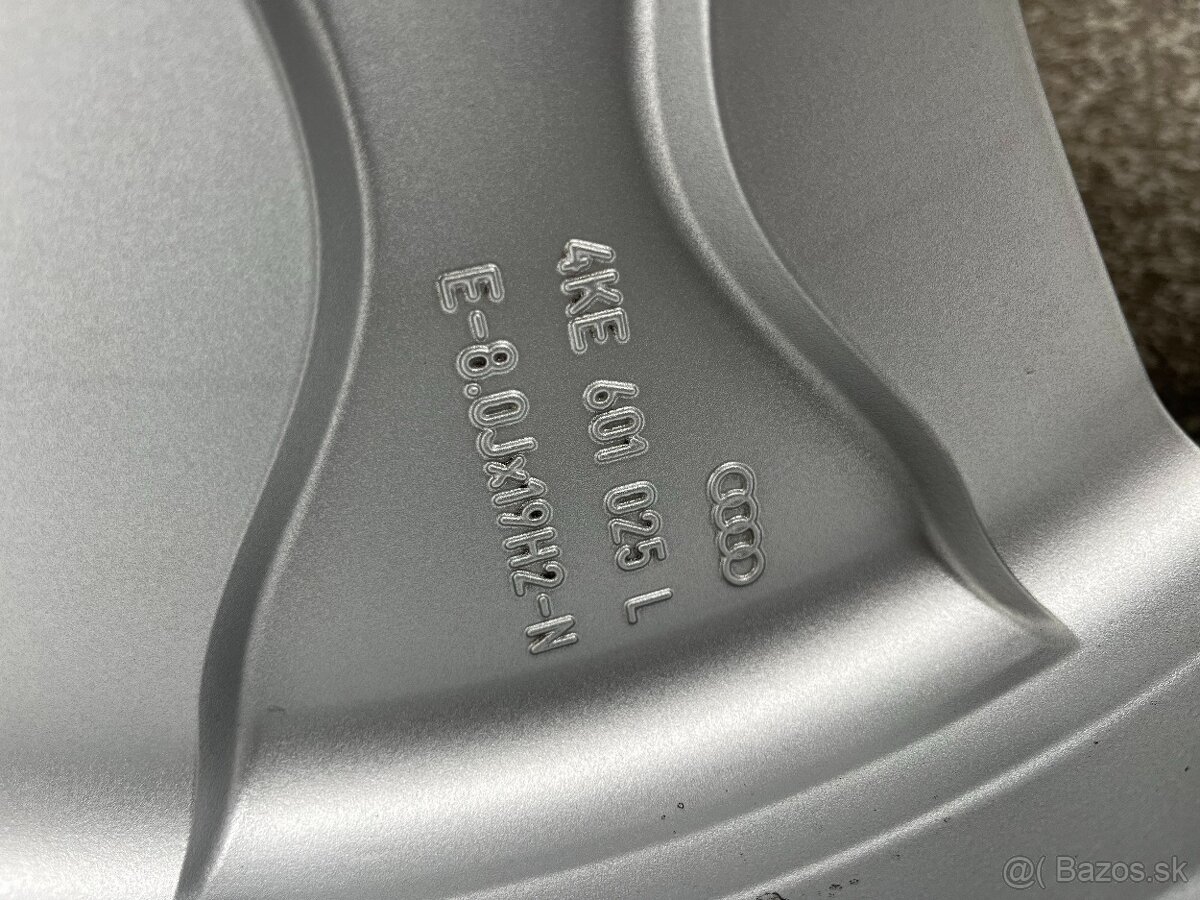 4KE 601 025 L
E-8.0Jx19H2-N
@( Bazos.sk